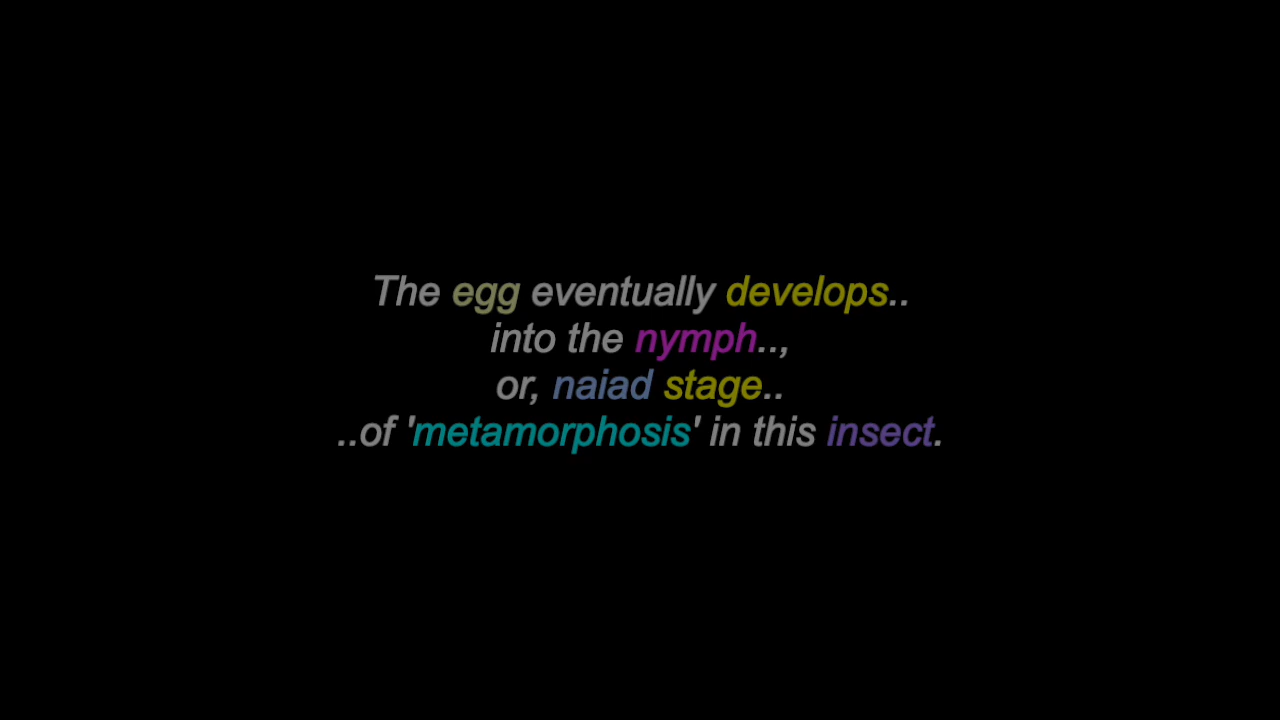 The egg eventually develops..
into the nymph..,
or, naiad stage..
..of 'metamorphosis' in this insect.